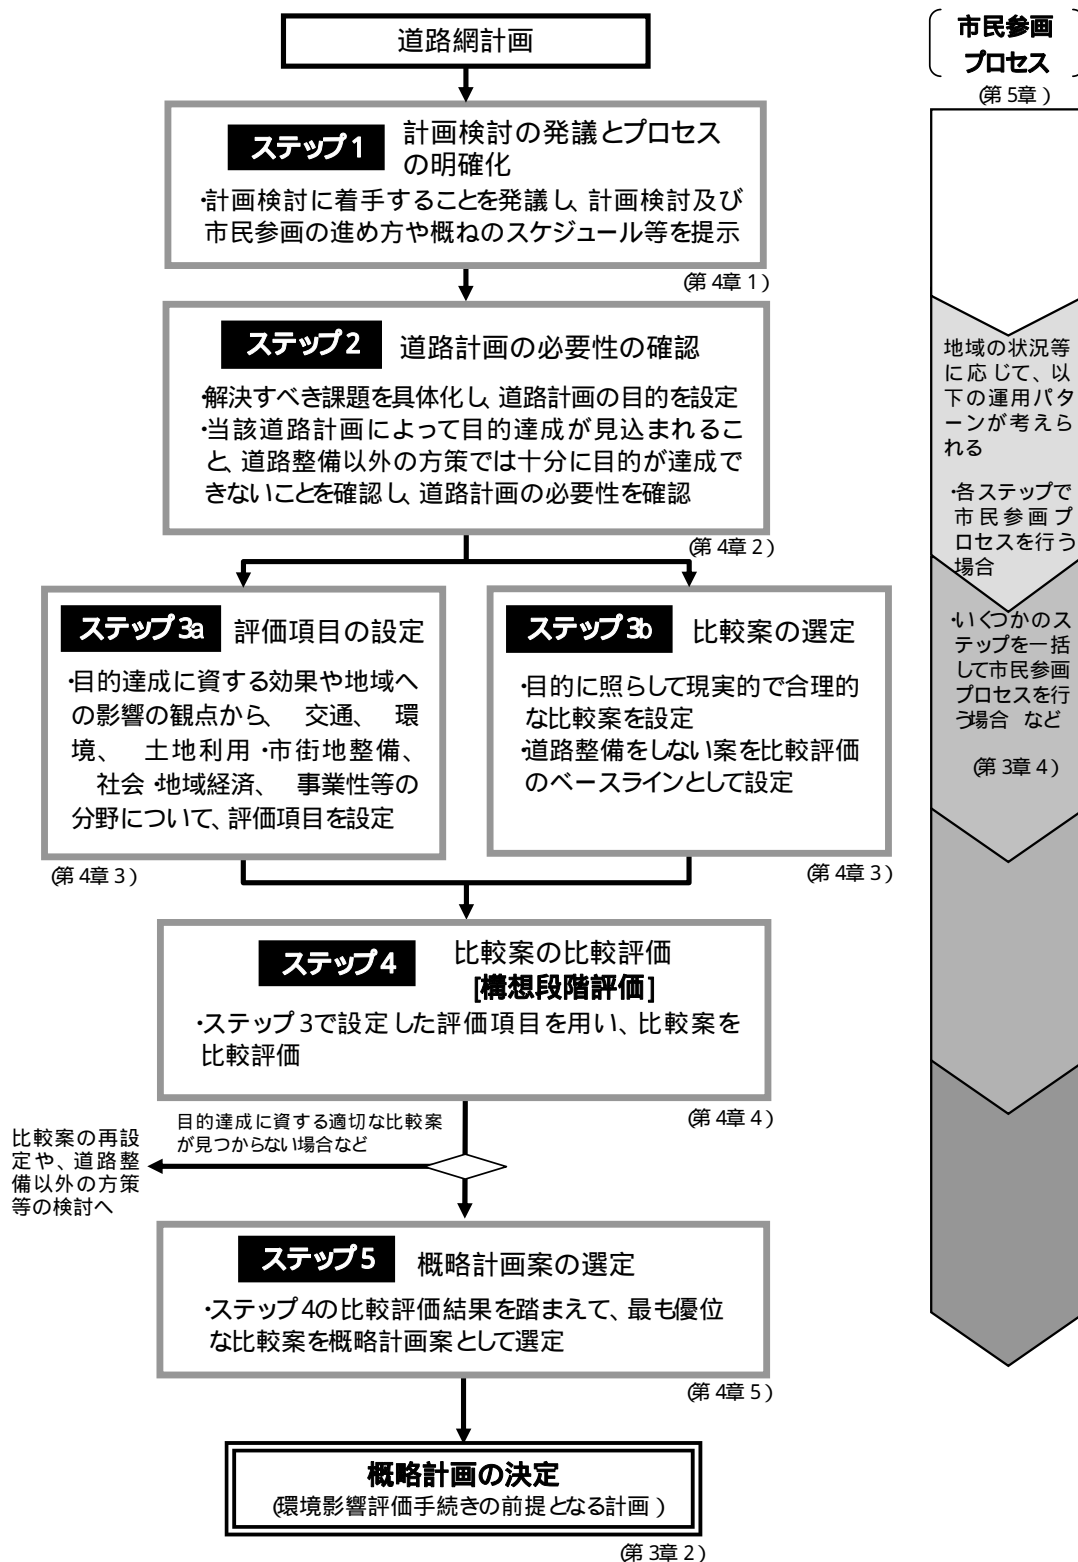 道路網計画
ステップ1
計画検討の発議とプロセス
の明確化
・計画検討に着手することを発議し、計画検討及び
市民参画の進め方や概ねのスケジュール等を提示
(第4章1)
ステップ2
道路計画の必要性の確認
・解決すべき課題を具体化し、道路計画の目的を設定
・当該道路計画によって目的達成が見込まれるこ
と、道路整備以外の方策では十分に目的が達成で
きないことを確認し、道路計画の必要性を確認
(第4章2)
ステップ3a
評価項目の設定
・目的達成に資する効果や地域へ
の影響の観点から、 交通、 環
境、 土地利用・市街地整備、
社会・地域経済、 事業性等の
分野について、評価項目を設定
(第4章3)
ステップ3b
比較案の選定
・目的に照らして現実的で合理的
な比較案を設定
・道路整備をしない案を比較評価
のベースラインとして設定
(第4章3)
ステップ4
比較案の比較評価
[構想段階評価]
・ステップ3で設定した評価項目を用い、比較案を
比較評価
(第4章4)
目的達成に資する適切な比較案
が見つからない場合など
比較案の再設
定や、道路整
備以外の方策
等の検討へ
ステップ5
概略計画案の選定
・ステップ4の比較評価結果を踏まえて、最も優位
な比較案を概略計画案として選定
(第4章5)
概略計画の決定
(環境影響評価手続きの前提となる計画)
(第3章2)
市民参画
プロセス
(第5章)
地域の状況等
に応じて、以
下の運用パタ
ーンが考えら
れる
・各ステップで
市民参画プ
ロセスを行う
場合
・いくつかのス
テップを一括
して市民参画
プロセスを行
う場合 など
(第3章4)